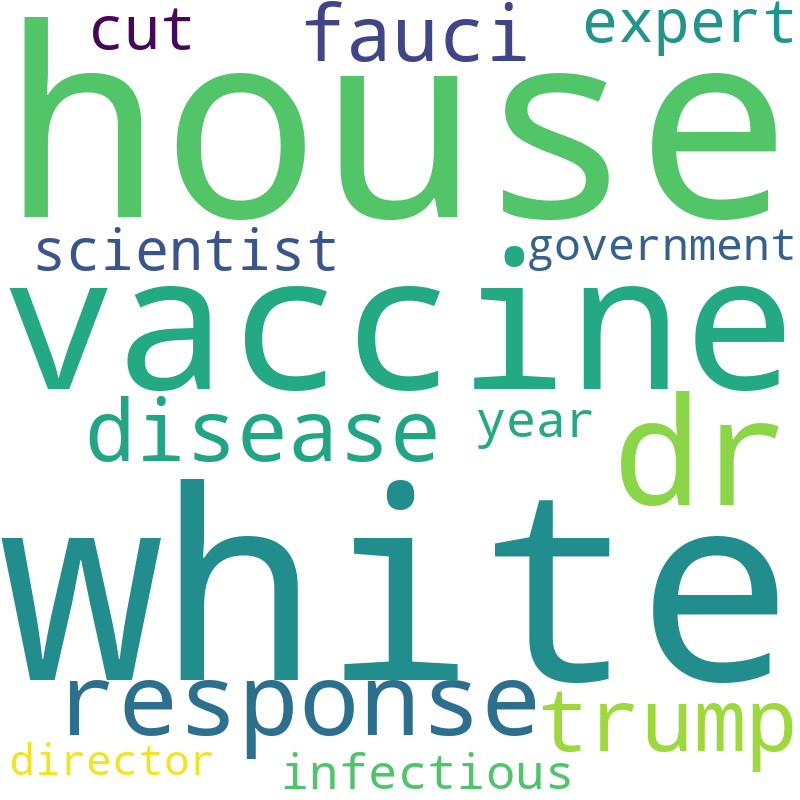 cut fauci expert
house
scientist government
vaccine
disease year dr
white
response trump
director infectious